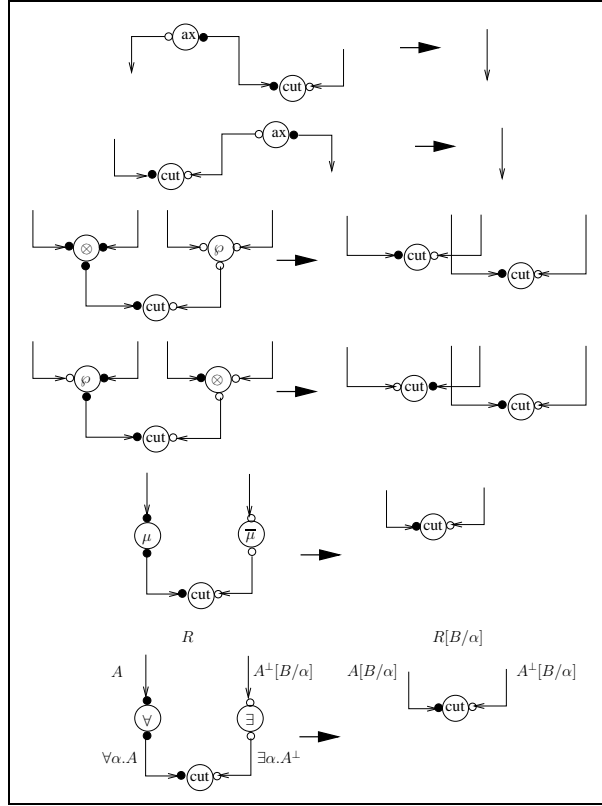 ax
cut
ax
cut
⊗ ℘
cut cut
cut
℘ ⊗
cut cut
cut
cut
μ μ̅
cut
R R[B/α]
A A⊥[B/α] A[B/α] A⊥[B/α]
cut
∀ ∃
∀α.A ∃α.A⊥
cut